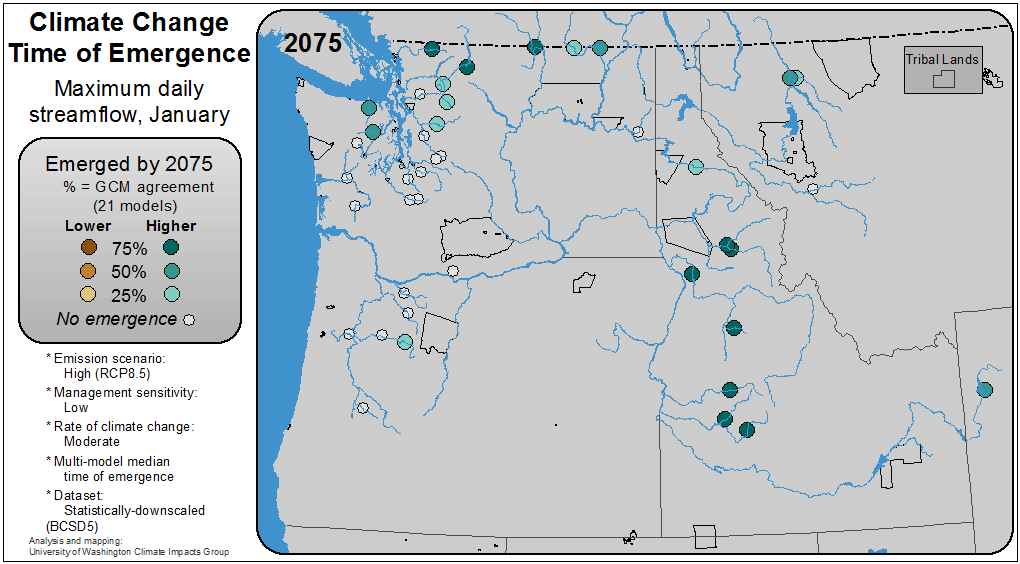 Climate Change
Time of Emergence
Maximum daily
streamflow, January
Emerged by 2075
% = GCM agreement
(21 models)
Lower Higher
75%
50%
25%
No emergence
* Emission scenario:
High (RCP8.5)
* Management sensitivity:
Low
* Rate of climate change:
Moderate
* Multi-model median
time of emergence
* Dataset:
Statistically-downscaled
(BCSD5)
Analysis and mapping:
University of Washington Climate Impacts Group
2075
Tribal Lands